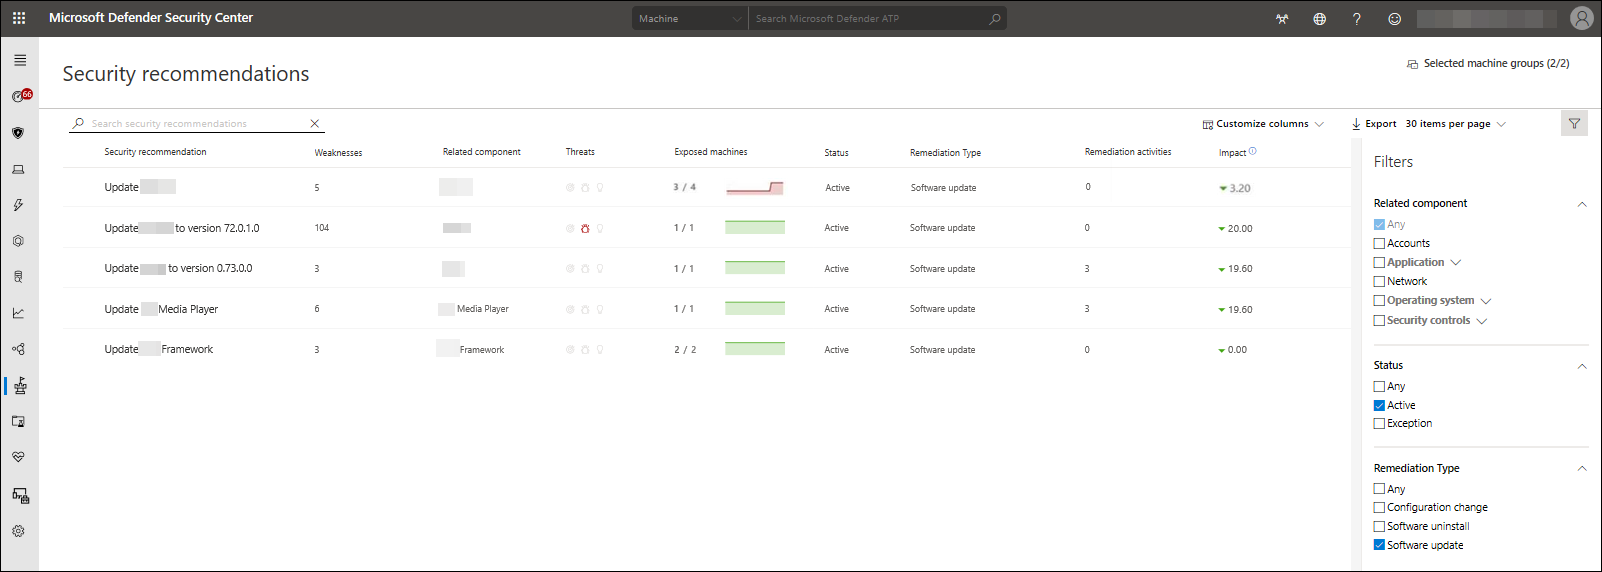 Microsoft Defender Security Center
Machine
Search Microsoft Defender ATP
?
66
Security recommendations
Selected machine groups (2/2)
Search security recommendations
Customize columns
Export
30 items per page
Security recommendation Weaknesses Related component Threats Exposed machines Status Remediation Type Remediation activities Impact
Update 5 3 / 4 Active Software update 0 3.20
Update to version 72.0.1.0 104 1 / 1 Active Software update 0 20.00
Update to version 0.73.0.0 3 1 / 1 Active Software update 3 19.60
Update Media Player 6 Media Player 1 / 1 Active Software update 3 19.60
Update Framework 3 Framework 2 / 2 Active Software update 0 0.00
Filters
Related component
Any
Accounts
Application
Network
Operating system
Security controls
Status
Any
Active
Exception
Remediation Type
Any
Configuration change
Software uninstall
Software update